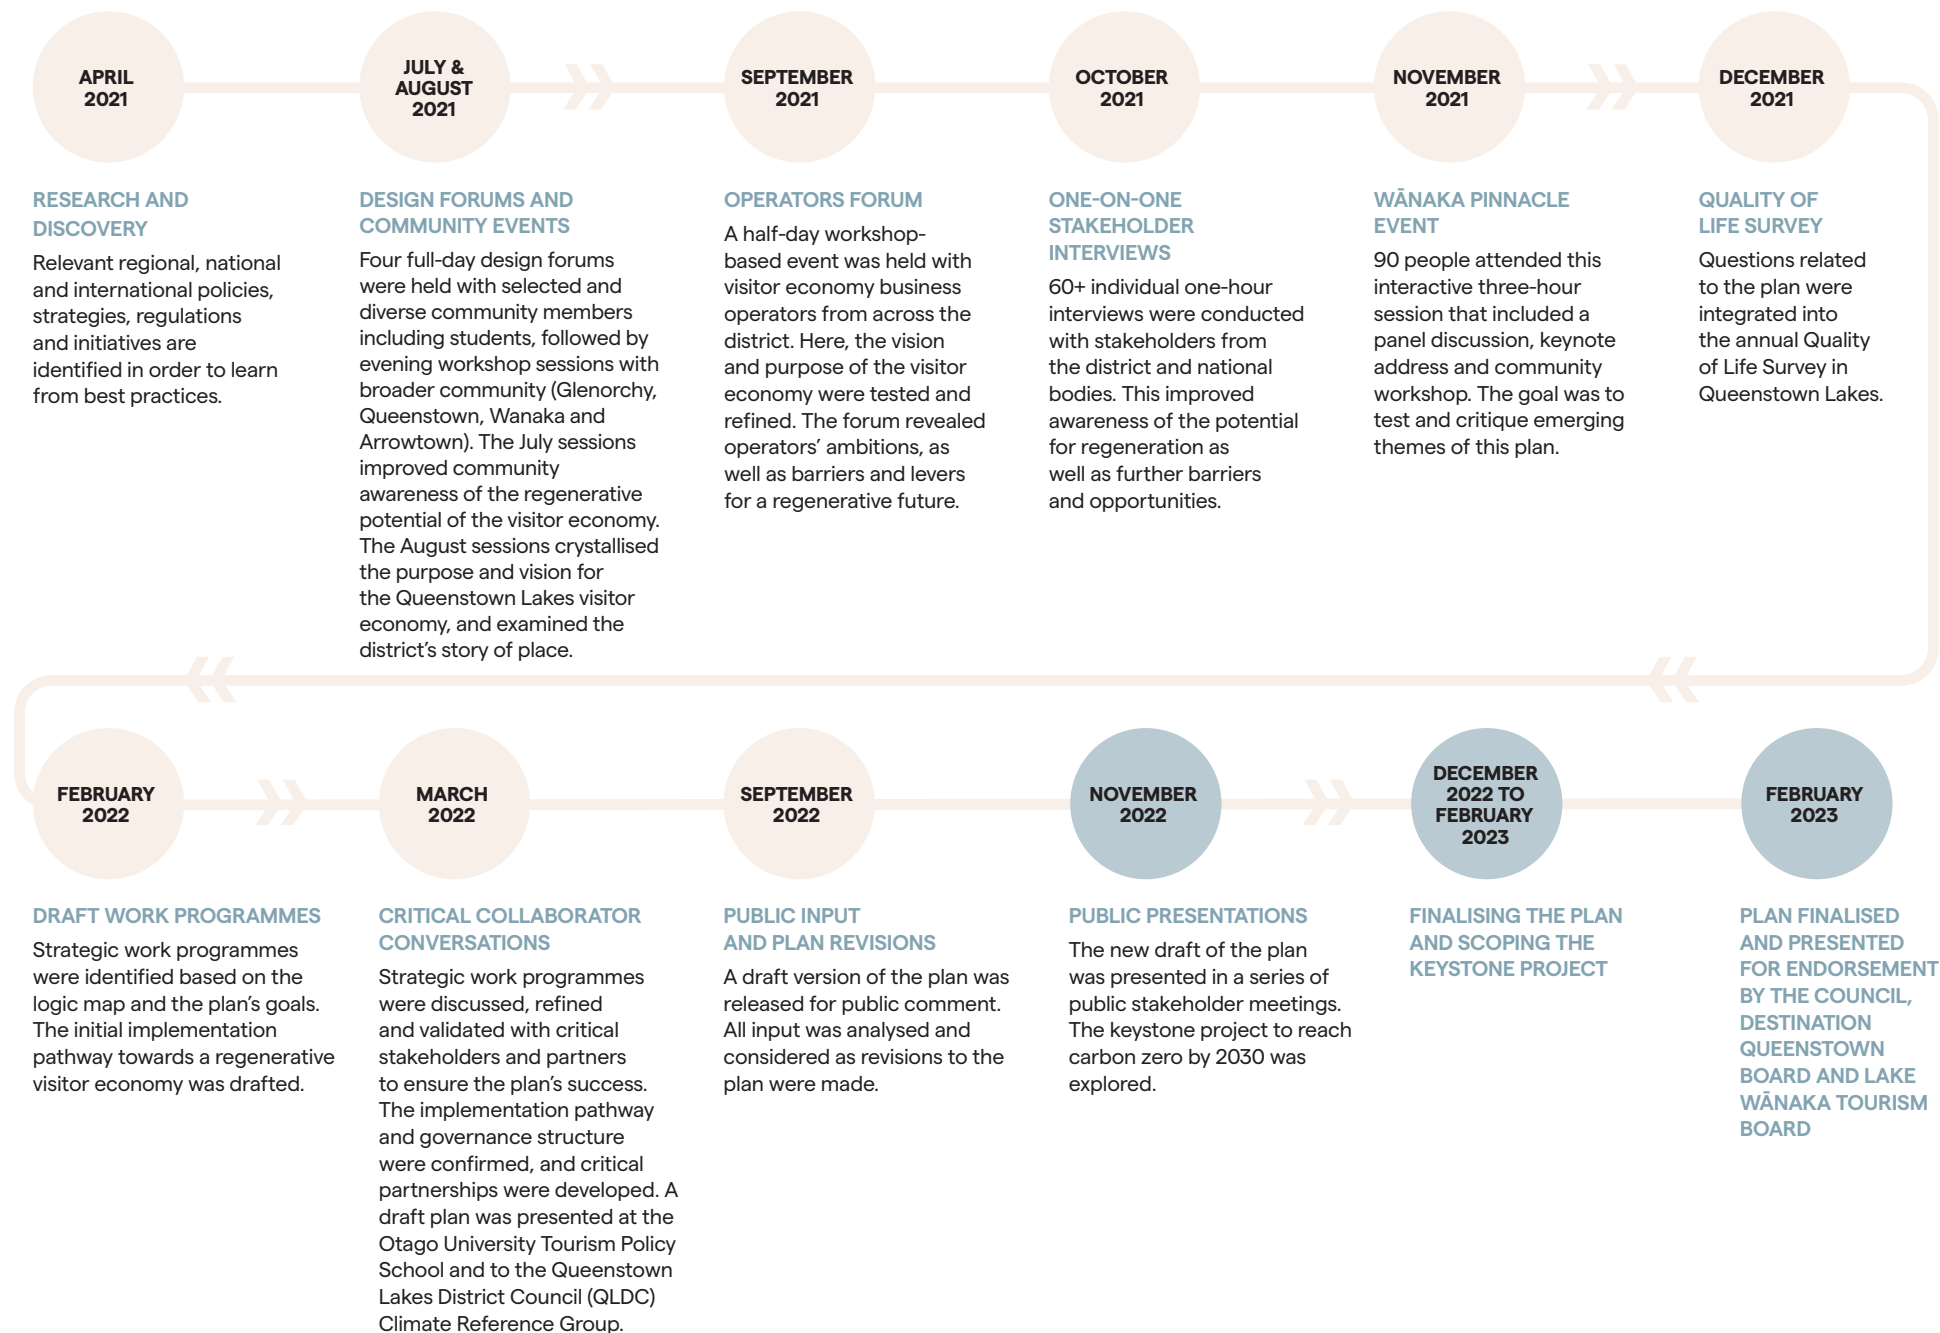 APRIL
2021
RESEARCH AND
DISCOVERY
Relevant regional, national
and international policies,
strategies, regulations
and initiatives are
identified in order to learn
from best practices.
JULY &
AUGUST
2021
DESIGN FORUMS AND
COMMUNITY EVENTS
Four full-day design forums
were held with selected and
diverse community members
including students, followed by
evening workshop sessions with
broader community (Glenorchy,
Queenstown, Wanaka and
Arrowtown). The July sessions
improved community
awareness of the regenerative
potential of the visitor economy.
The August sessions crystallised
the purpose and vision for
the Queenstown Lakes visitor
economy, and examined the
district’s story of place.
SEPTEMBER
2021
OPERATORS FORUM
A half-day workshop-
based event was held with
visitor economy business
operators from across the
district. Here, the vision
and purpose of the visitor
economy were tested and
refined. The forum revealed
operators’ ambitions, as
well as barriers and levers
for a regenerative future.
OCTOBER
2021
ONE-ON-ONE
STAKEHOLDER
INTERVIEWS
60+ individual one-hour
interviews were conducted
with stakeholders from
the district and national
bodies. This improved
awareness of the potential
for regeneration as
well as further barriers
and opportunities.
NOVEMBER
2021
WĀNAKA PINNACLE
EVENT
90 people attended this
interactive three-hour
session that included a
panel discussion, keynote
address and community
workshop. The goal was to
test and critique emerging
themes of this plan.
DECEMBER
2021
QUALITY OF
LIFE SURVEY
Questions related
to the plan were
integrated into
the annual Quality
of Life Survey in
Queenstown Lakes.
FEBRUARY
2022
DRAFT WORK PROGRAMMES
Strategic work programmes
were identified based on the
logic map and the plan’s goals.
The initial implementation
pathway towards a regenerative
visitor economy was drafted.
MARCH
2022
CRITICAL COLLABORATOR
CONVERSATIONS
Strategic work programmes
were discussed, refined
and validated with critical
stakeholders and partners
to ensure the plan’s success.
The implementation pathway
and governance structure
were confirmed, and critical
partnerships were developed. A
draft plan was presented at the
Otago University Tourism Policy
School and to the Queenstown
Lakes District Council (QLDC)
Climate Reference Group.
SEPTEMBER
2022
PUBLIC INPUT
AND PLAN REVISIONS
A draft version of the plan was
released for public comment.
All input was analysed and
considered as revisions to the
plan were made.
NOVEMBER
2022
PUBLIC PRESENTATIONS
The new draft of the plan
was presented in a series of
public stakeholder meetings.
The keystone project to reach
carbon zero by 2030 was
explored.
DECEMBER
2022 TO
FEBRUARY
2023
FINALISING THE PLAN
AND SCOPING THE
KEYSTONE PROJECT
FEBRUARY
2023
PLAN FINALISED
AND PRESENTED
FOR ENDORSEMENT
BY THE COUNCIL,
DESTINATION
QUEENSTOWN
BOARD AND LAKE
WĀNAKA TOURISM
BOARD